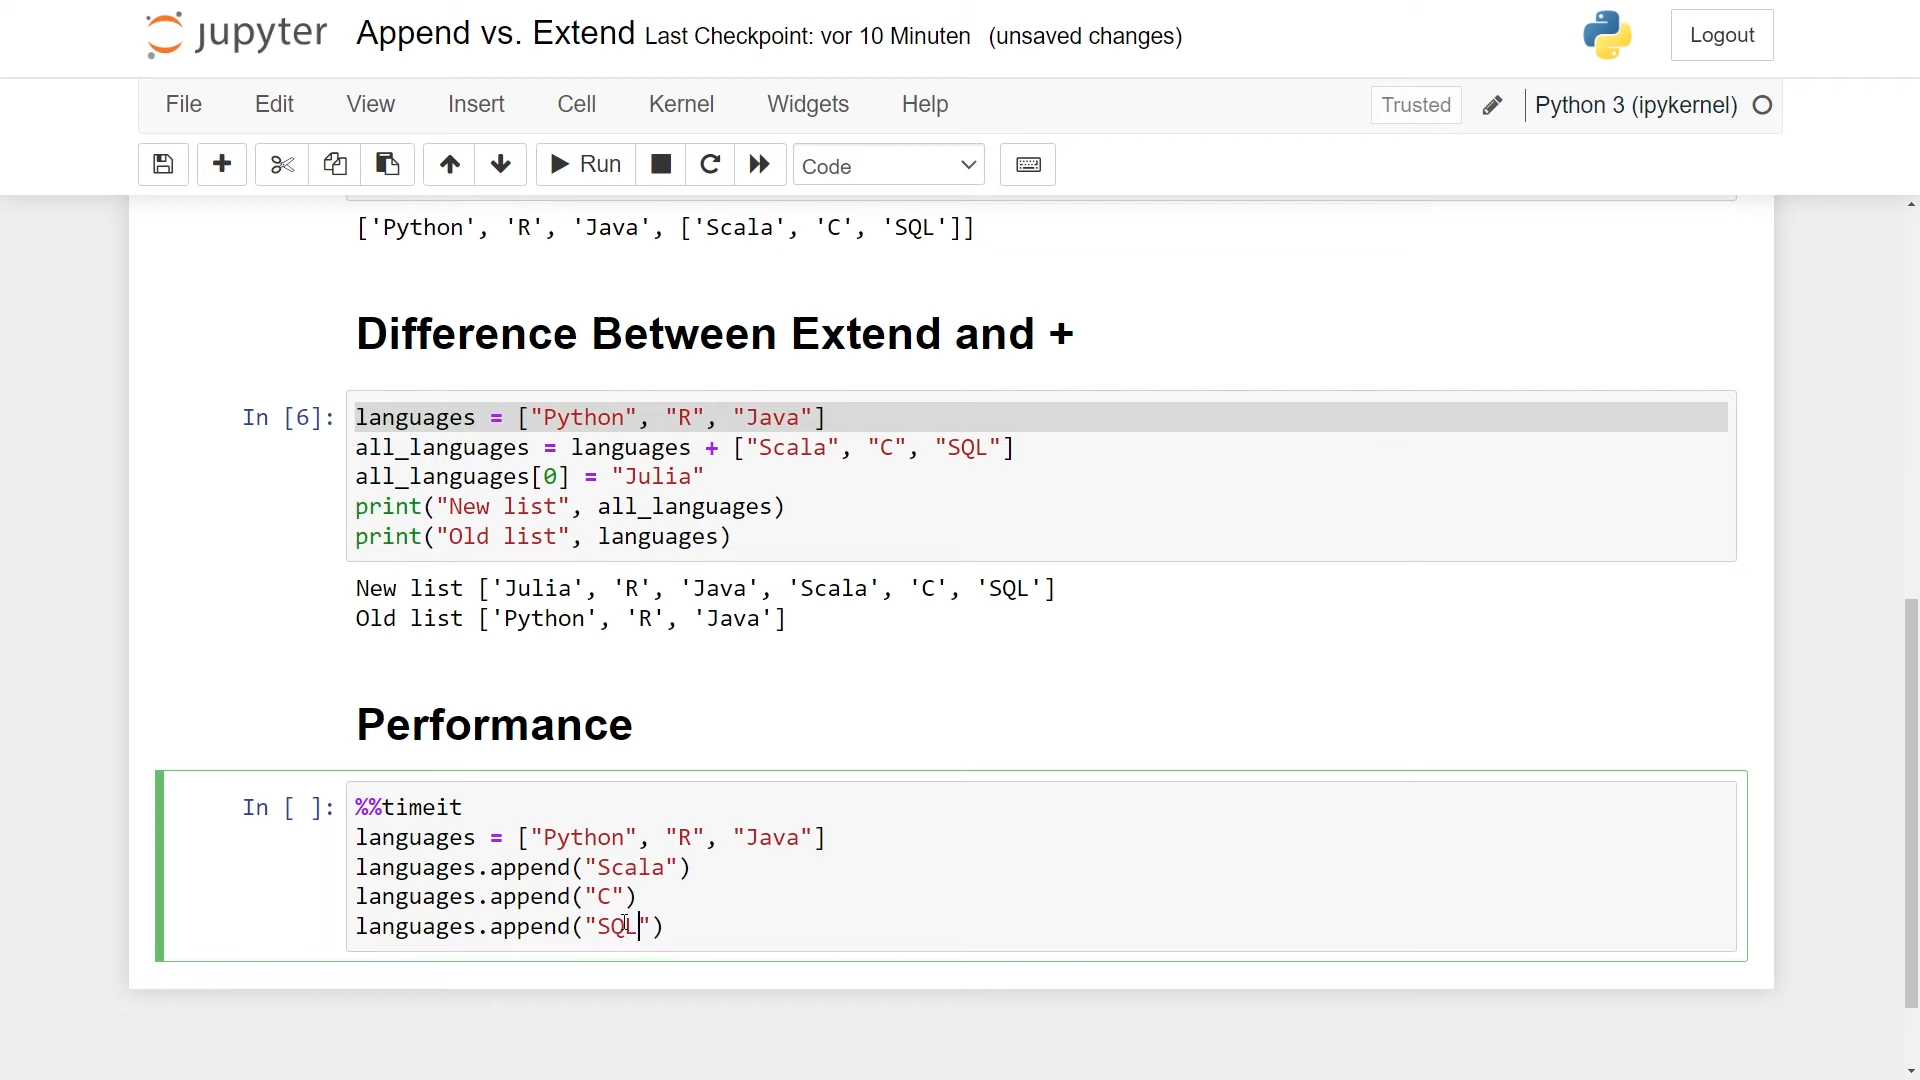 jupyter Append vs. Extend Last Checkpoint: vor 10 Minuten (unsaved changes) Logout
File Edit View Insert Cell Kernel Widgets Help Trusted Python 3 (ipykernel)
Run Code
['Python', 'R', 'Java', ['Scala', 'C', 'SQL']]
Difference Between Extend and +
In [6]: languages = ["Python", "R", "Java"]
all_languages = languages + ["Scala", "C", "SQL"]
all_languages[0] = "Julia"
print("New list", all_languages)
print("Old list", languages)
New list ['Julia', 'R', 'Java', 'Scala', 'C', 'SQL']
Old list ['Python', 'R', 'Java']
Performance
In [ ]: %%timeit
languages = ["Python", "R", "Java"]
languages.append("Scala")
languages.append("C")
languages.append("SQL")